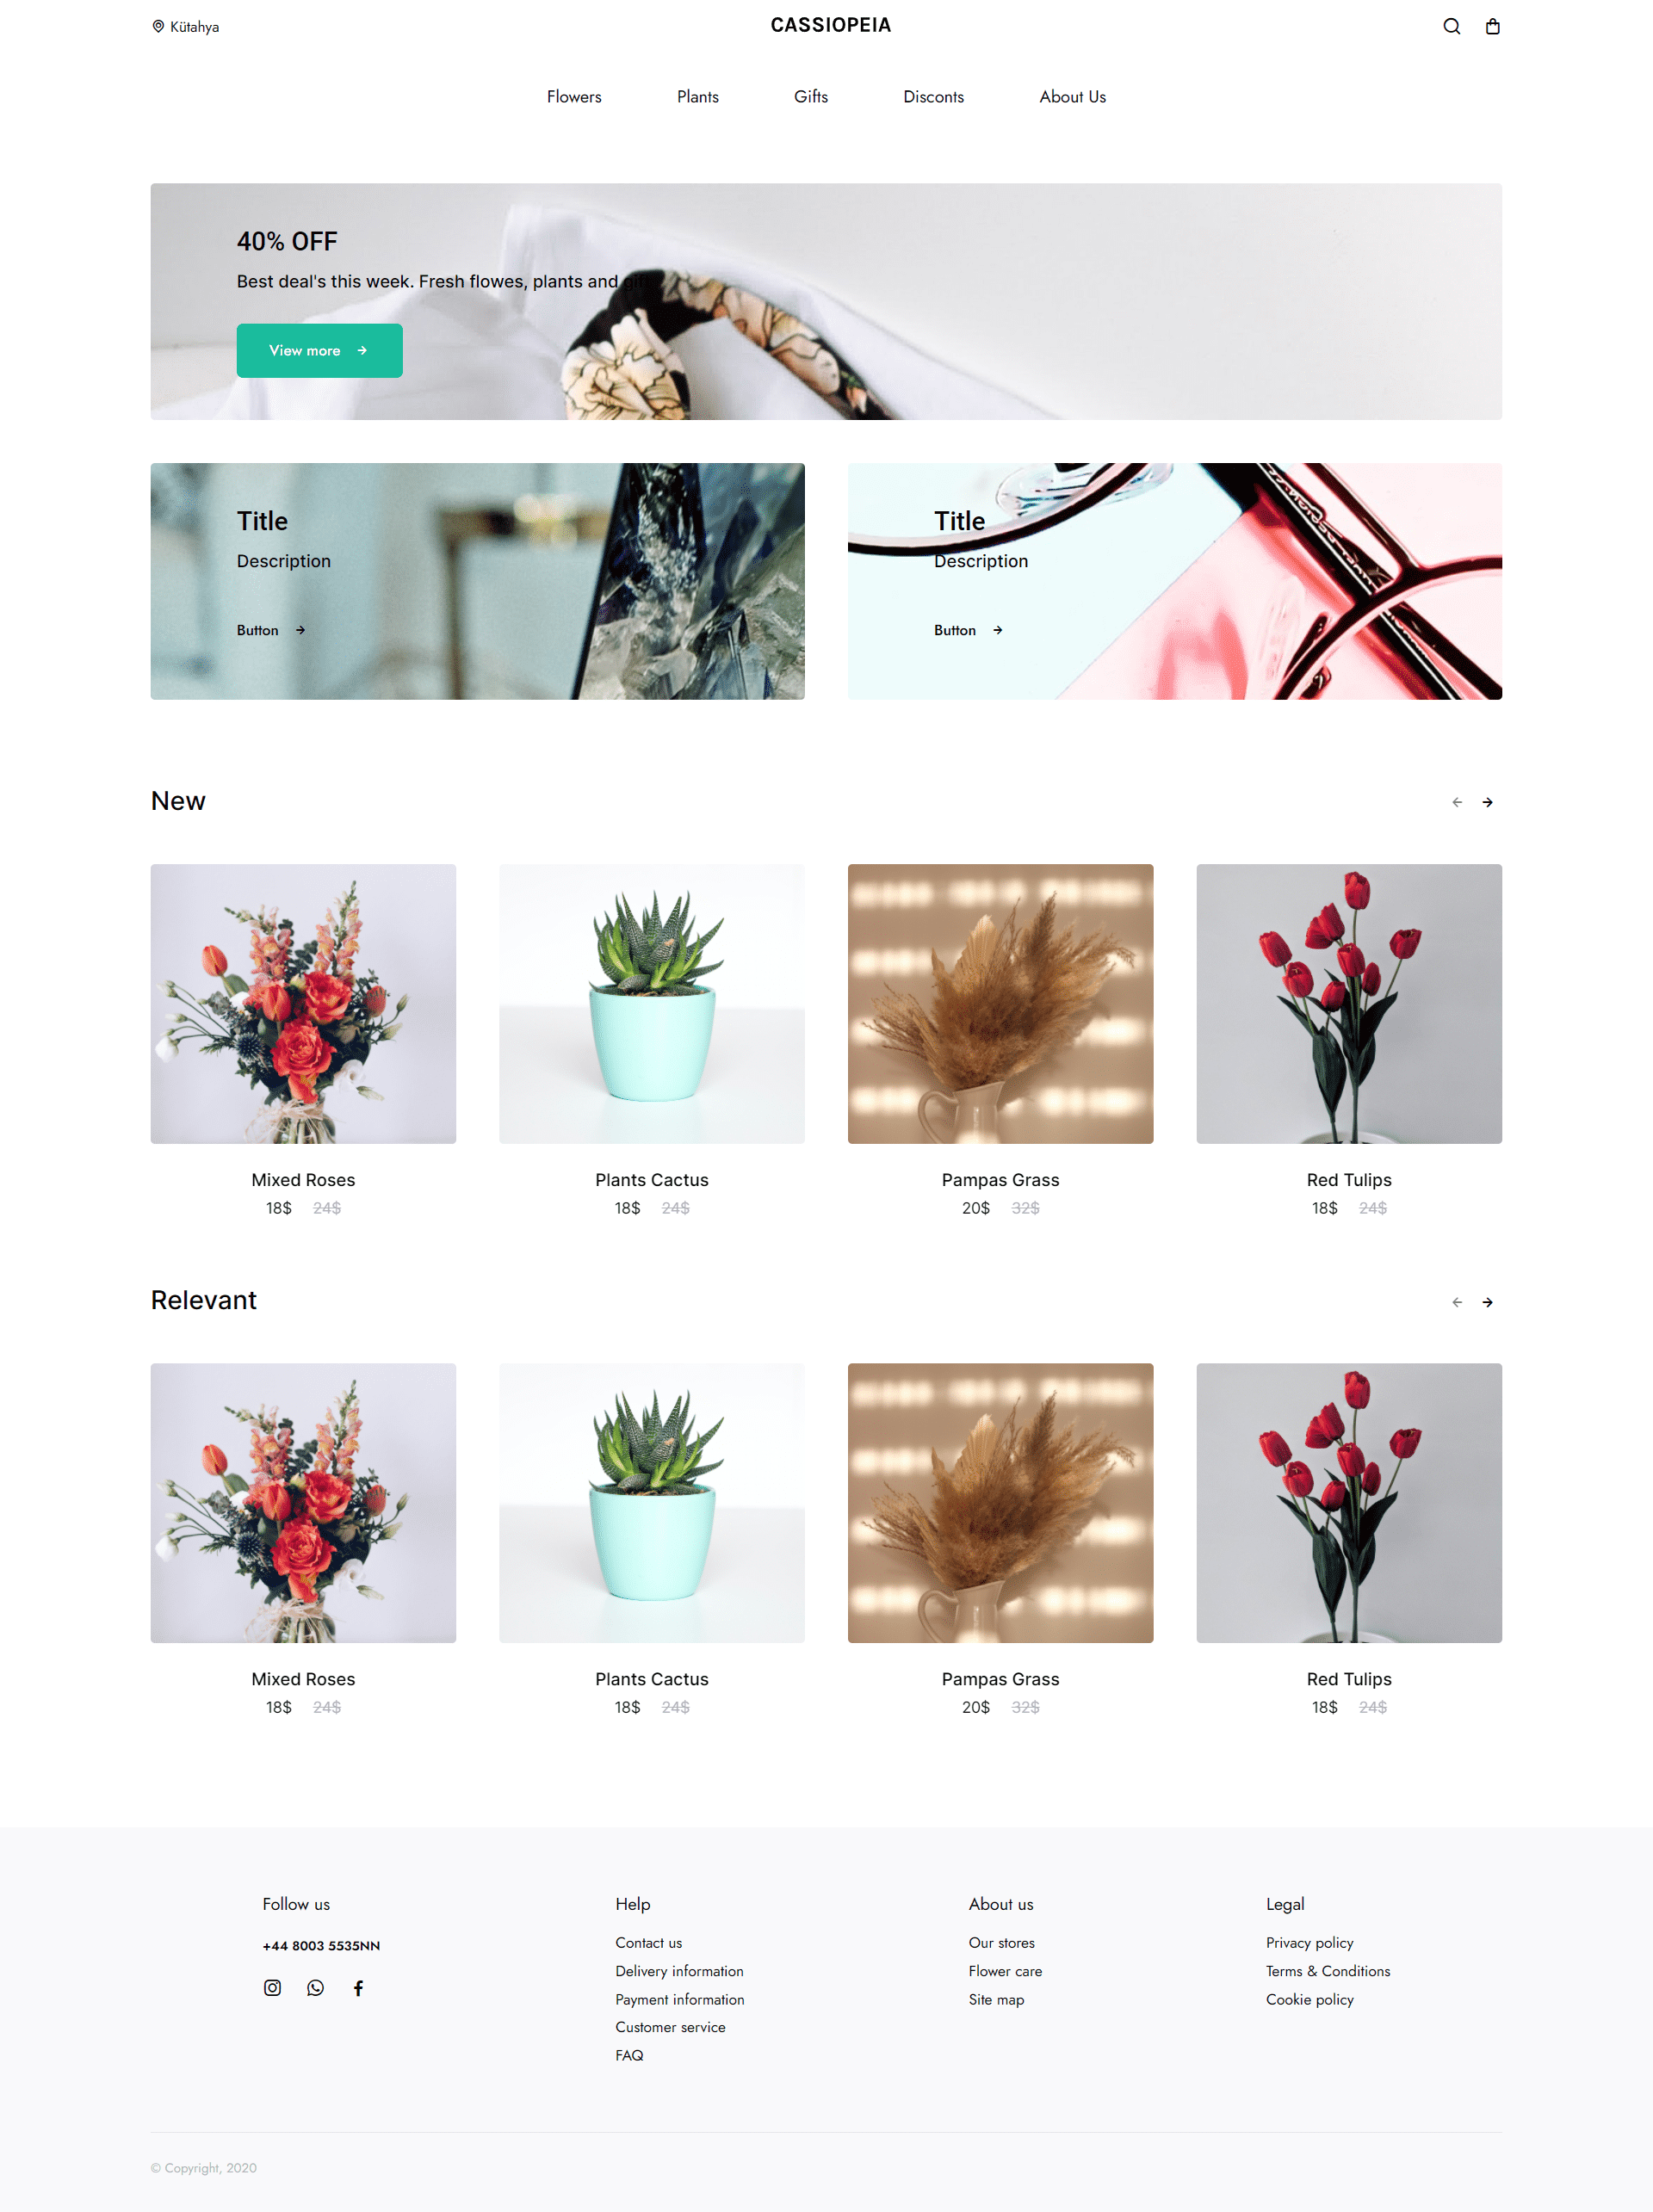 Kütahya
CASSIOPEIA
Flowers Plants Gifts Disconts About Us
40% OFF
Best deal's this week. Fresh flowes, plants and
View more
Title
Description
Button
Title
Description
Button
New
Mixed Roses
18$ 24$
Plants Cactus
18$ 24$
Pampas Grass
20$ 32$
Red Tulips
18$ 24$
Relevant
Mixed Roses
18$ 24$
Plants Cactus
18$ 24$
Pampas Grass
20$ 32$
Red Tulips
18$ 24$
Follow us
+44 8003 5535NN
Help
Contact us
Delivery information
Payment information
Customer service
FAQ
About us
Our stores
Flower care
Site map
Legal
Privacy policy
Terms & Conditions
Cookie policy
© Copyright, 2020